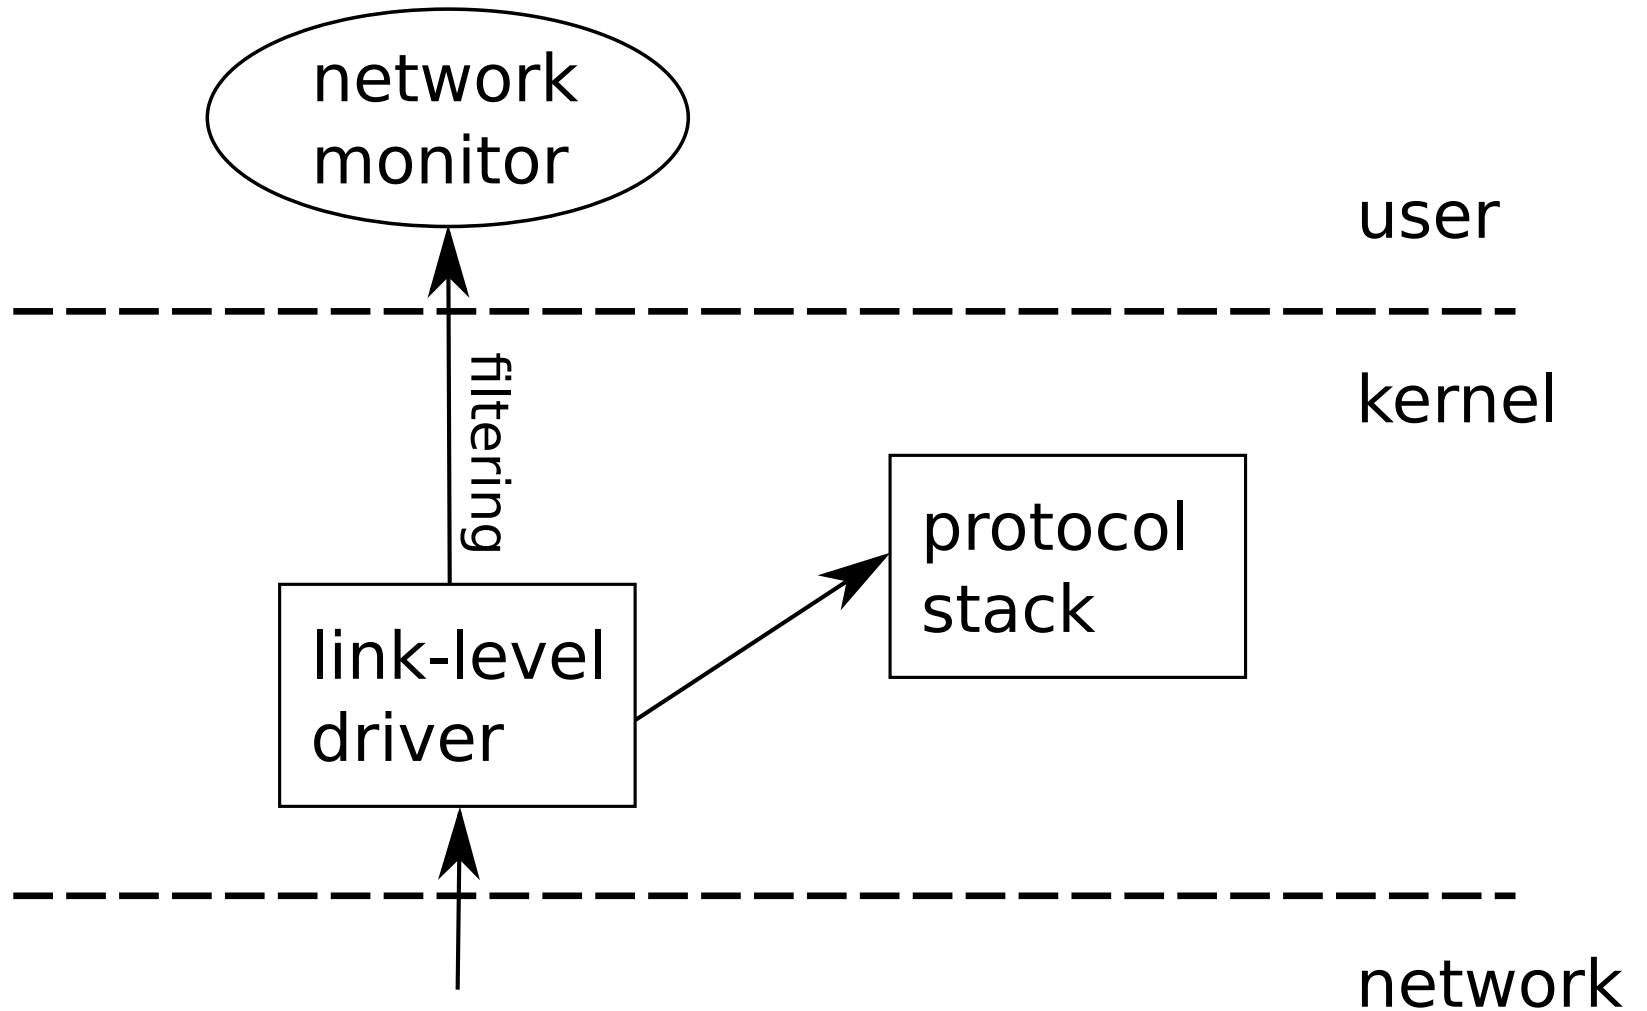 network
monitor
user
kernel
filtering
protocol
stack
link-level
driver
network